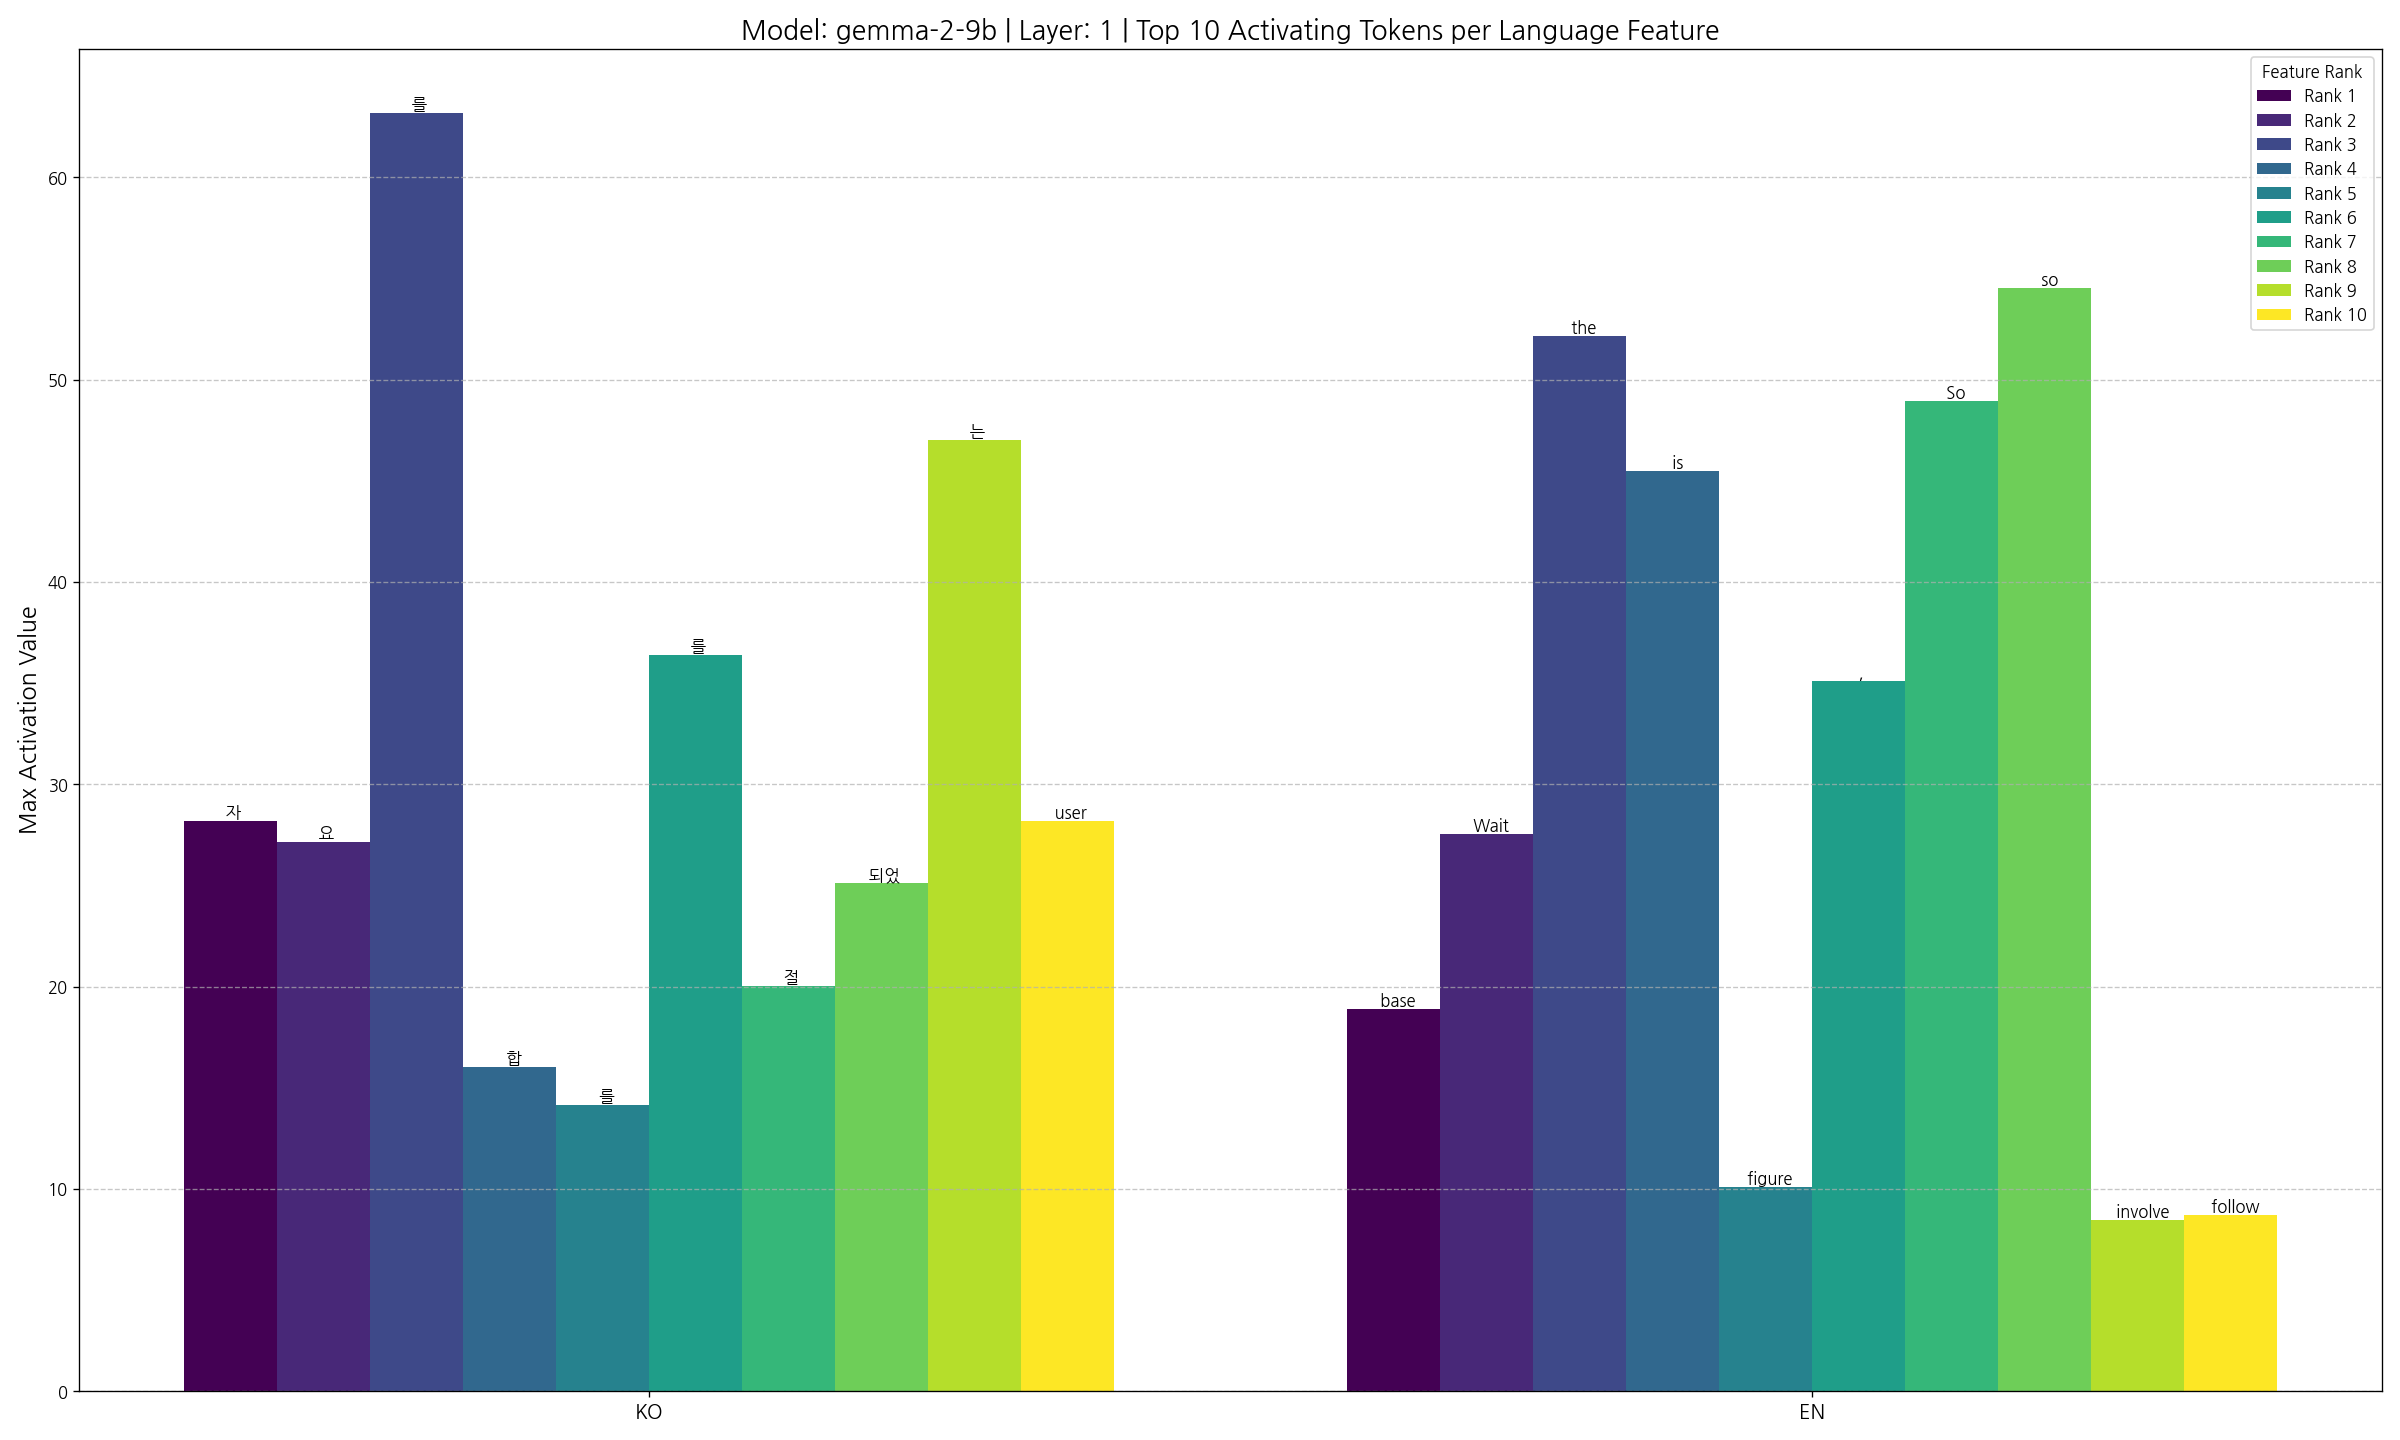 Model: gemma-2-9b | Layer: 1 | Top 10 Activating Tokens per Language Feature
Feature Rank
Rank 1
Rank 2
Rank 3
Rank 4
Rank 5
Rank 6
Rank 7
Rank 8
Rank 9
Rank 10
Max Activation Value
60
50
40
30
20
10
0
자
요
를
합
를
를
절
되었
는
user
base
Wait
the
is
figure
,
So
so
involve
follow
KO
EN